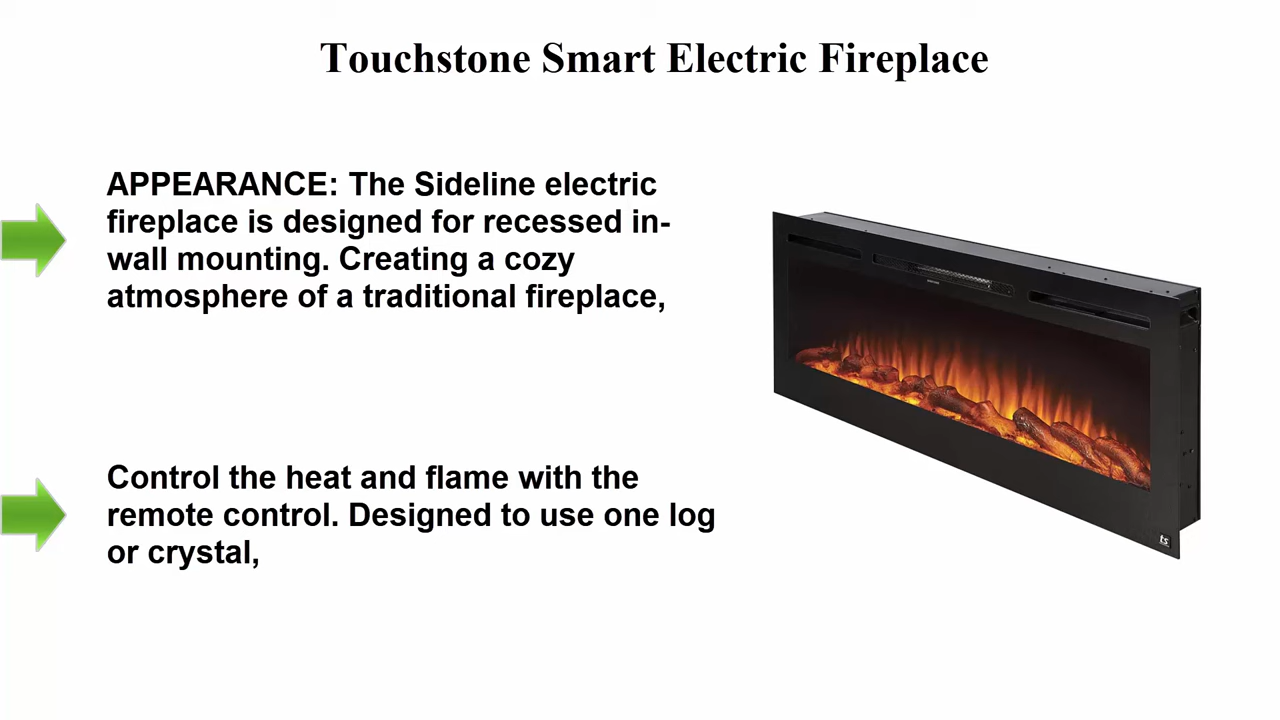 Touchstone Smart Electric Fireplace
APPEARANCE: The Sideline electric
fireplace is designed for recessed in-
wall mounting. Creating a cozy
atmosphere of a traditional fireplace,
Control the heat and flame with the
remote control. Designed to use one log
or crystal,
ts